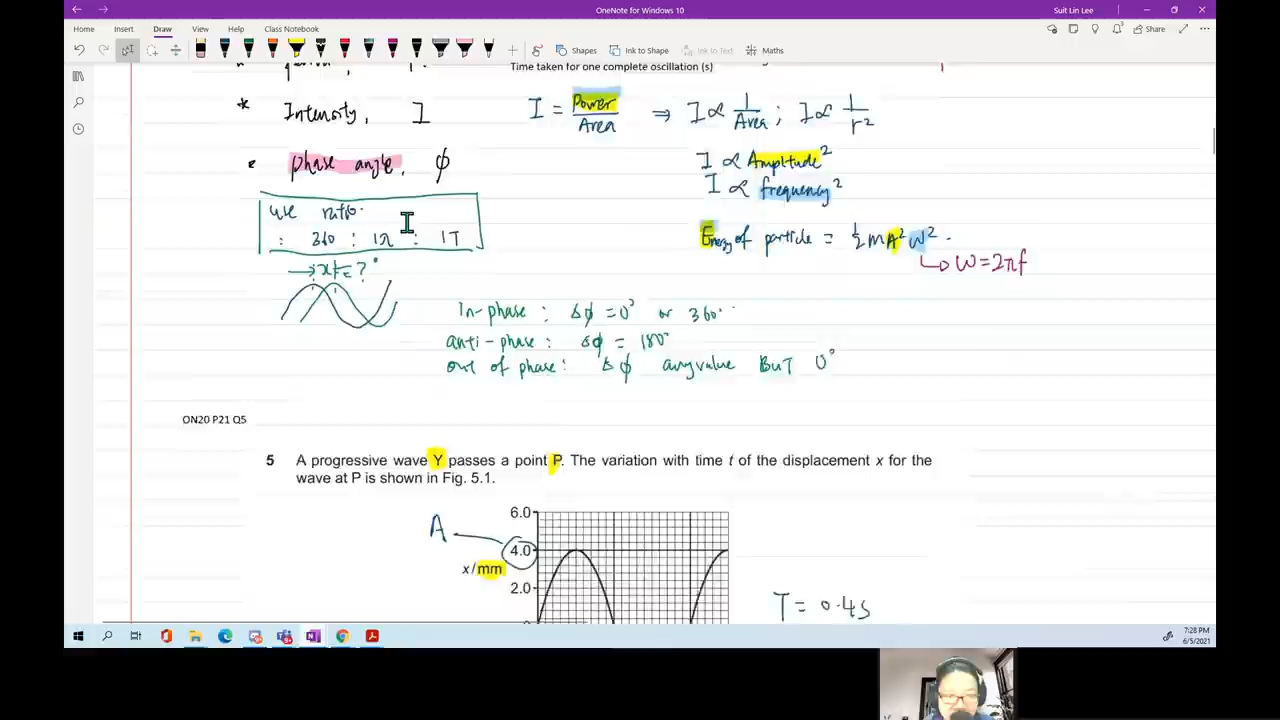 OneNote for Windows 10
Suit Lin Lee
Home Insert Draw View Help Class Notebook
Share
Shapes Ink to Shape Ink to Text Maths
Time taken for one complete oscillation (s)
* Intensity, I
I = Power / Area ⇒ I ∝ 1/Area ; I ∝ 1/r²
phase angle, ϕ
I ∝ Amplitude²
I ∝ frequency²
use ratio.
: 360 : 1λ : 1T
Energy of particle = ½ m A² ω².
→ ω = 2πf
In-phase : Δϕ = 0° or 360°
anti-phase : Δϕ = 180°
out of phase : Δϕ any value BUT 0°
ON20 P21 Q5
5 A progressive wave Y passes a point P. The variation with time t of the displacement x for the
wave at P is shown in Fig. 5.1.
6.0
A
4.0
x/mm
2.0
T = 0.4s
0
7:28 PM
6/5/2021